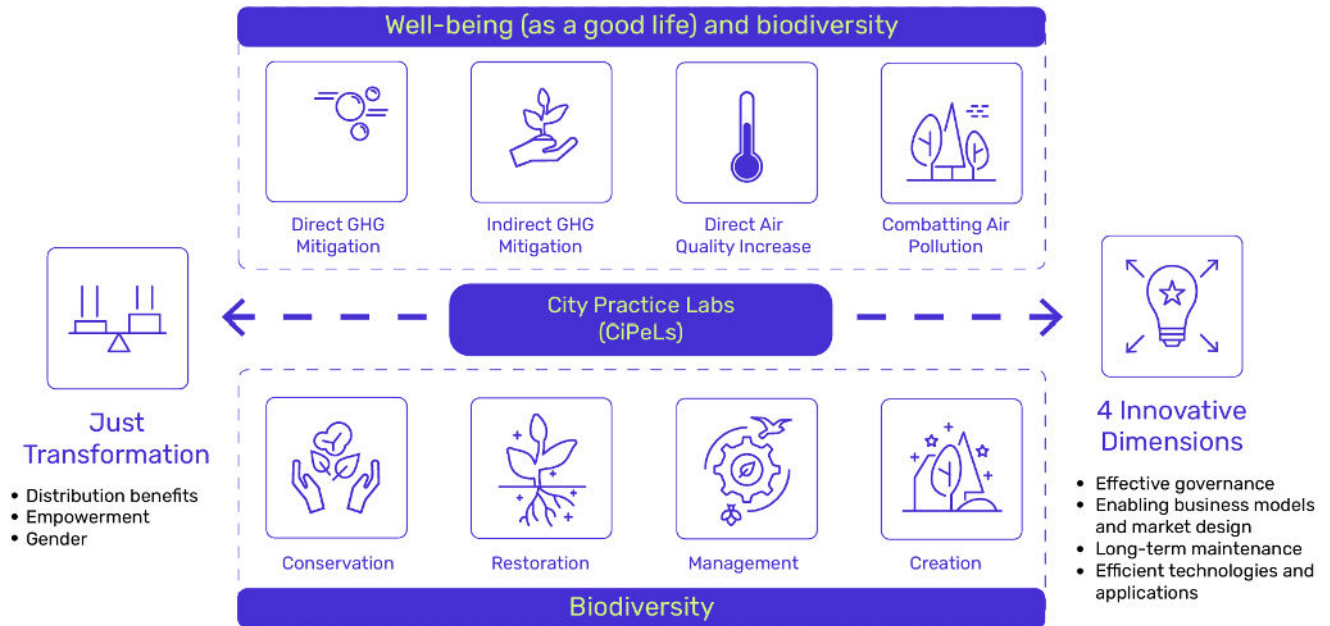 Well-being (as a good life) and biodiversity
Direct GHG
Mitigation
Indirect GHG
Mitigation
Direct Air
Quality Increase
Combatting Air
Pollution
City Practice Labs
(CiPeLs)
Just
Transformation
• Distribution benefits
• Empowerment
• Gender
4 Innovative
Dimensions
• Effective governance
• Enabling business models
and market design
• Long-term maintenance
• Efficient technologies and
applications
Conservation
Restoration
Management
Creation
Biodiversity